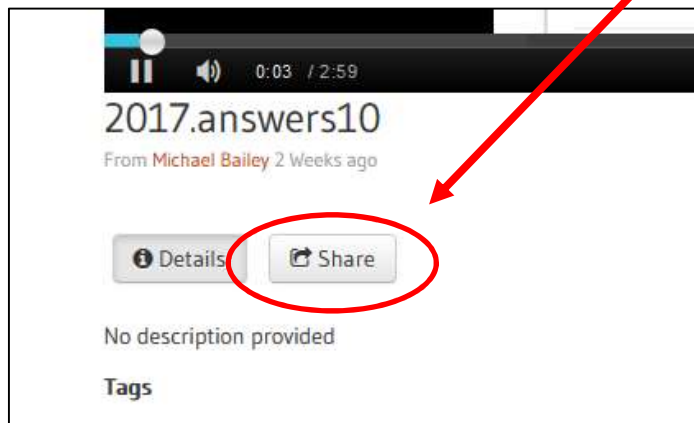 0:03 / 2:59
2017.answers10
From Michael Bailey 2 Weeks ago
Details Share
No description provided
Tags